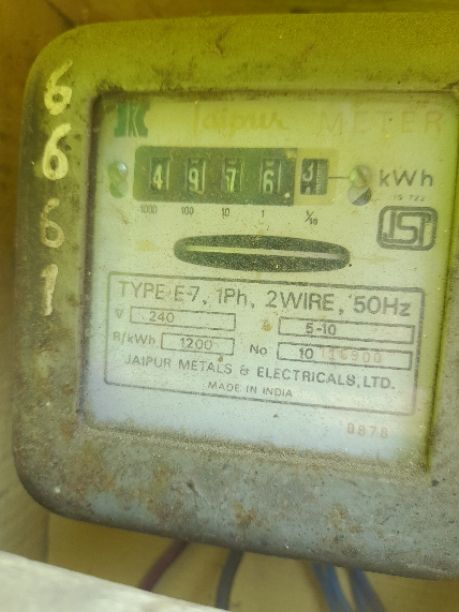 6
6
6
1
Jaipur METER
4 9 7 6 3 kWh
1000 100 10 1 1/10
IS 722
ISI
TYPE E-7, 1Ph, 2WIRE, 50Hz
V 240 A 5-10
R/kWh 1200 No 10
JAIPUR METALS & ELECTRICALS, LTD.
MADE IN INDIA